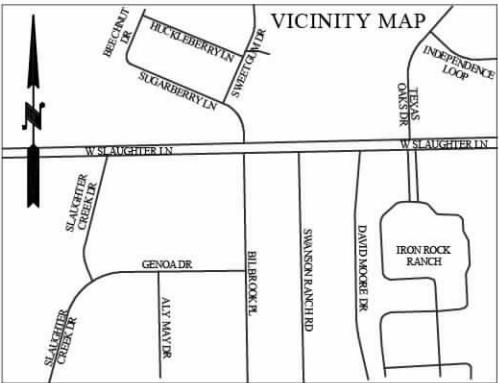 VICINITY MAP
BEECHNUT
DR
HUCKLEBERRY LN
SWEETGUM DR
SUGARBERRY LN
INDEPENDENCE
LOOP
TEXAS
OAKS DR
N
W SLAUGHTER LN
W SLAUGHTER LN
SLAUGHTER
CREEK DR
GENOA DR
BILBROOK PL
SWANSON RANCH RD
DAVID MOORE DR
IRON ROCK
RANCH
ALY MAY DR
SLAUGHTER
CREEK DR